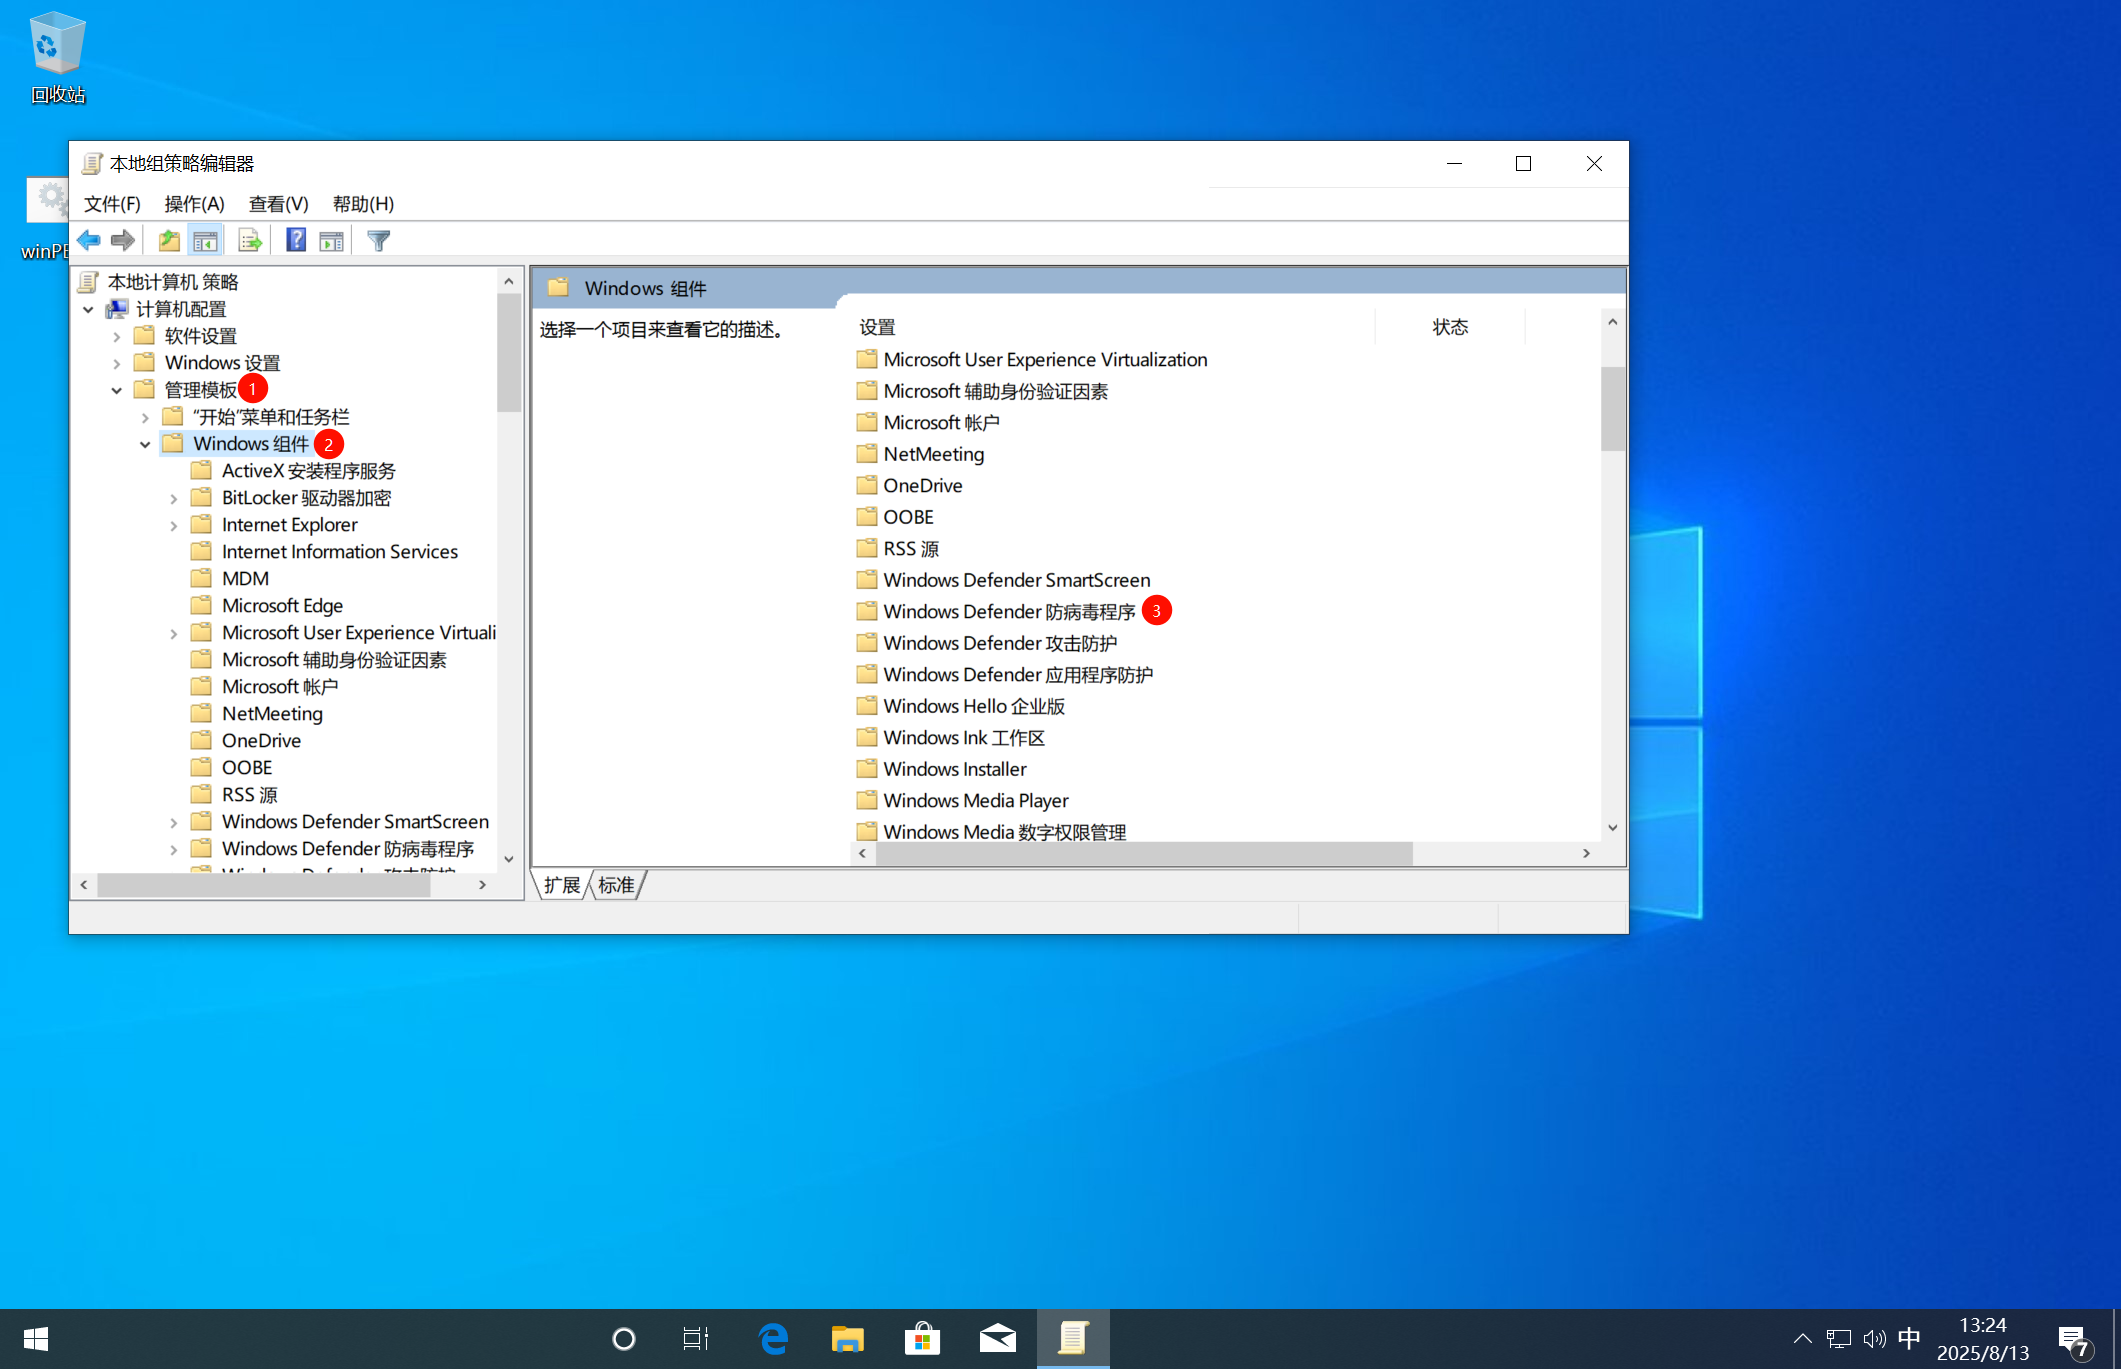 回收站
winPE
本地组策略编辑器
文件(F) 操作(A) 查看(V) 帮助(H)
本地计算机 策略
计算机配置
软件设置
Windows 设置
管理模板 1
“开始”菜单和任务栏
Windows 组件 2
ActiveX 安装程序服务
BitLocker 驱动器加密
Internet Explorer
Internet Information Services
MDM
Microsoft Edge
Microsoft User Experience Virtuali
Microsoft 辅助身份验证因素
Microsoft 帐户
NetMeeting
OneDrive
OOBE
RSS 源
Windows Defender SmartScreen
Windows Defender 防病毒程序
Windows Defender 攻击防护
Windows 组件
选择一个项目来查看它的描述。
设置 状态
Microsoft User Experience Virtualization
Microsoft 辅助身份验证因素
Microsoft 帐户
NetMeeting
OneDrive
OOBE
RSS 源
Windows Defender SmartScreen
Windows Defender 防病毒程序 3
Windows Defender 攻击防护
Windows Defender 应用程序防护
Windows Hello 企业版
Windows Ink 工作区
Windows Installer
Windows Media Player
Windows Media 数字权限管理
扩展 标准
中
13:24
2025/8/13
7